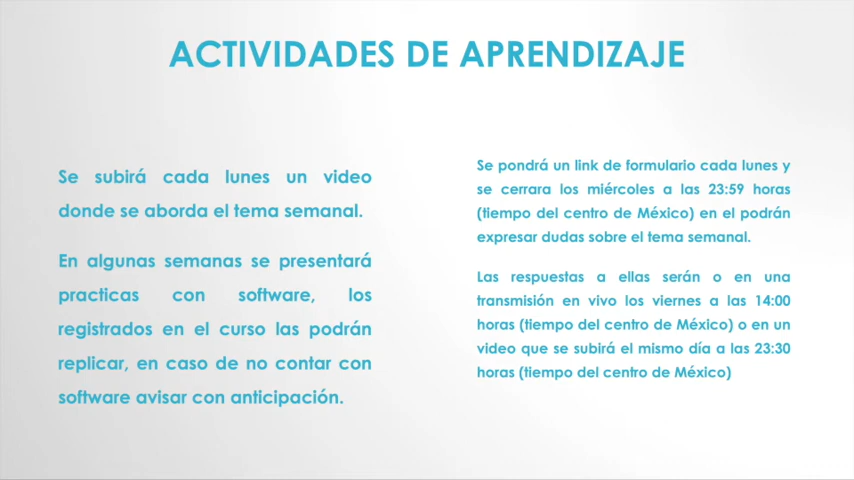 ACTIVIDADES DE APRENDIZAJE
Se subirá cada lunes un video
donde se aborda el tema semanal.
En algunas semanas se presentará
practicas con software, los
registrados en el curso las podrán
replicar, en caso de no contar con
software avisar con anticipación.
Se pondrá un link de formulario cada lunes y
se cerrara los miércoles a las 23:59 horas
(tiempo del centro de México) en el podrán
expresar dudas sobre el tema semanal.
Las respuestas a ellas serán o en una
transmisión en vivo los viernes a las 14:00
horas (tiempo del centro de México) o en un
video que se subirá el mismo día a las 23:30
horas (tiempo del centro de México)